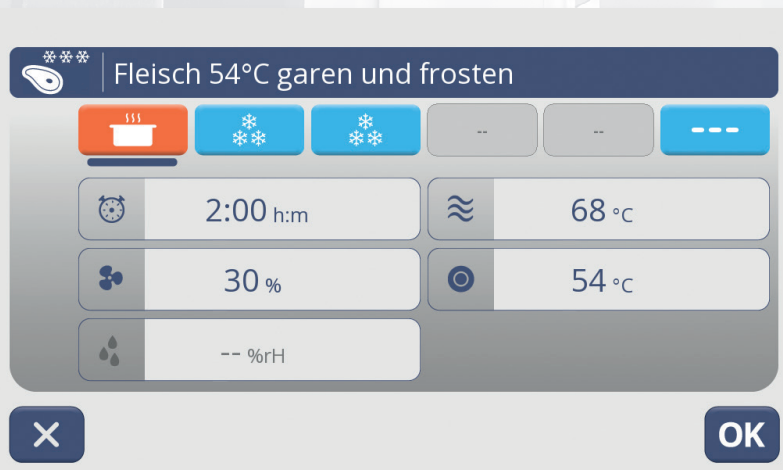 Fleisch 54°C garen und frosten
-- -- ---
2:00 h:m
68 °C
30 %
54 °C
-- %rH
OK